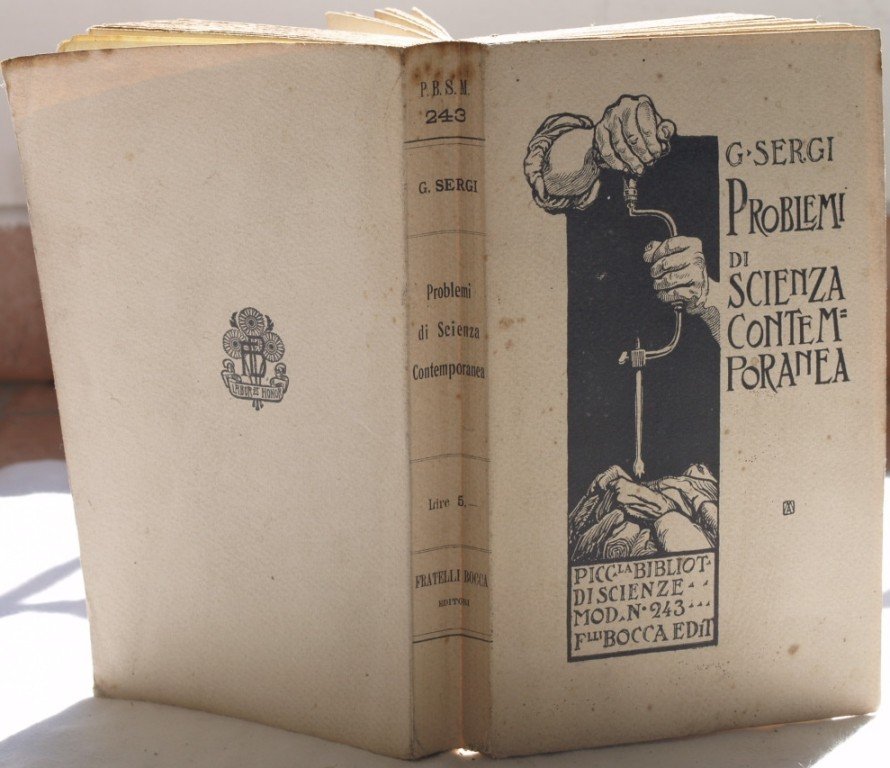 P. B. S. M.
243
G. SERGI
Problemi
di Scienza
Contemporanea
Lire 5,—
FRATELLI BOCCA
EDITORI
G. SERGI
PROBLEMI
DI
SCIENZA
CONTEM=
PORANEA
PICC.LA BIBLIOT.
DI SCIENZE . .
MOD. N. 243 . . .
FLLI BOCCA EDIT